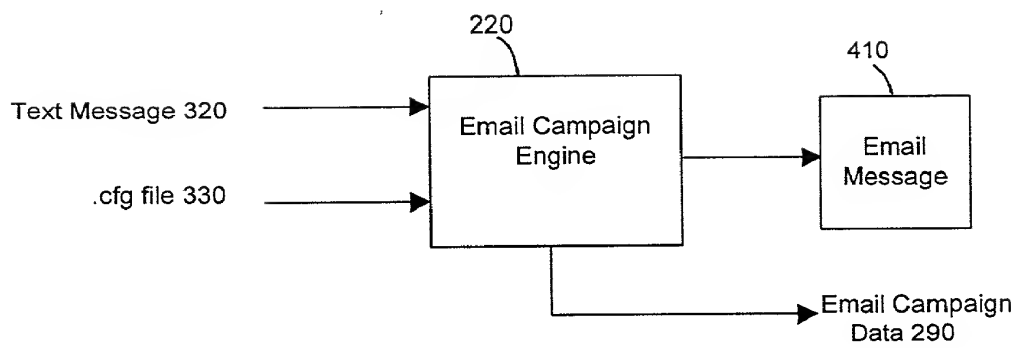 220
410
Text Message 320
Email Campaign
Engine
Email
Message
.cfg file 330
Email Campaign
Data 290